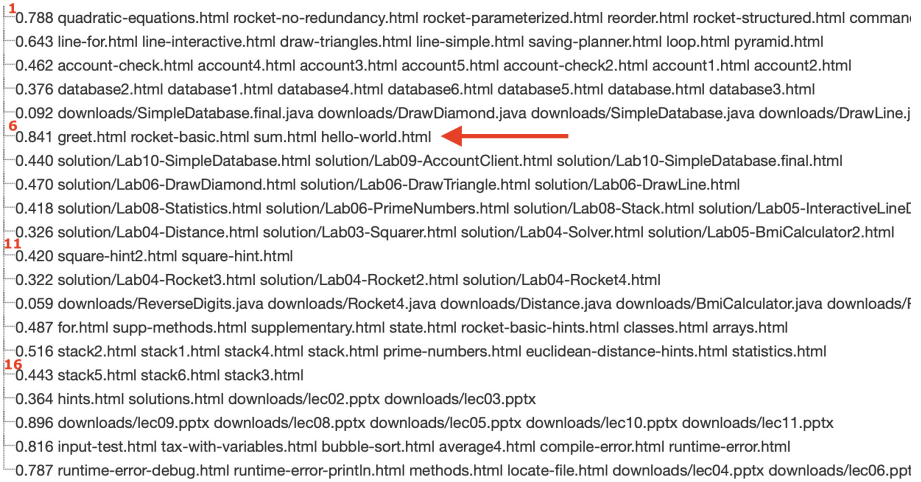 1
0.788 quadratic-equations.html rocket-no-redundancy.html rocket-parameterized.html reorder.html rocket-structured.html comman
0.643 line-for.html line-interactive.html draw-triangles.html line-simple.html saving-planner.html loop.html pyramid.html
0.462 account-check.html account4.html account3.html account5.html account-check2.html account1.html account2.html
0.376 database2.html database1.html database4.html database6.html database5.html database.html database3.html
0.092 downloads/SimpleDatabase.final.java downloads/DrawDiamond.java downloads/SimpleDatabase.java downloads/DrawLine.j
6
0.841 greet.html rocket-basic.html sum.html hello-world.html
0.440 solution/Lab10-SimpleDatabase.html solution/Lab09-AccountClient.html solution/Lab10-SimpleDatabase.final.html
0.470 solution/Lab06-DrawDiamond.html solution/Lab06-DrawTriangle.html solution/Lab06-DrawLine.html
0.418 solution/Lab08-Statistics.html solution/Lab06-PrimeNumbers.html solution/Lab08-Stack.html solution/Lab05-InteractiveLineD
0.326 solution/Lab04-Distance.html solution/Lab03-Squarer.html solution/Lab04-Solver.html solution/Lab05-BmiCalculator2.html
11
0.420 square-hint2.html square-hint.html
0.322 solution/Lab04-Rocket3.html solution/Lab04-Rocket2.html solution/Lab04-Rocket4.html
0.059 downloads/ReverseDigits.java downloads/Rocket4.java downloads/Distance.java downloads/BmiCalculator.java downloads/
0.487 for.html supp-methods.html supplementary.html state.html rocket-basic-hints.html classes.html arrays.html
0.516 stack2.html stack1.html stack4.html stack.html prime-numbers.html euclidean-distance-hints.html statistics.html
16
0.443 stack5.html stack6.html stack3.html
0.364 hints.html solutions.html downloads/lec02.pptx downloads/lec03.pptx
0.896 downloads/lec09.pptx downloads/lec08.pptx downloads/lec05.pptx downloads/lec10.pptx downloads/lec11.pptx
0.816 input-test.html tax-with-variables.html bubble-sort.html average4.html compile-error.html runtime-error.html
0.787 runtime-error-debug.html runtime-error-println.html methods.html locate-file.html downloads/lec04.pptx downloads/lec06.ppt